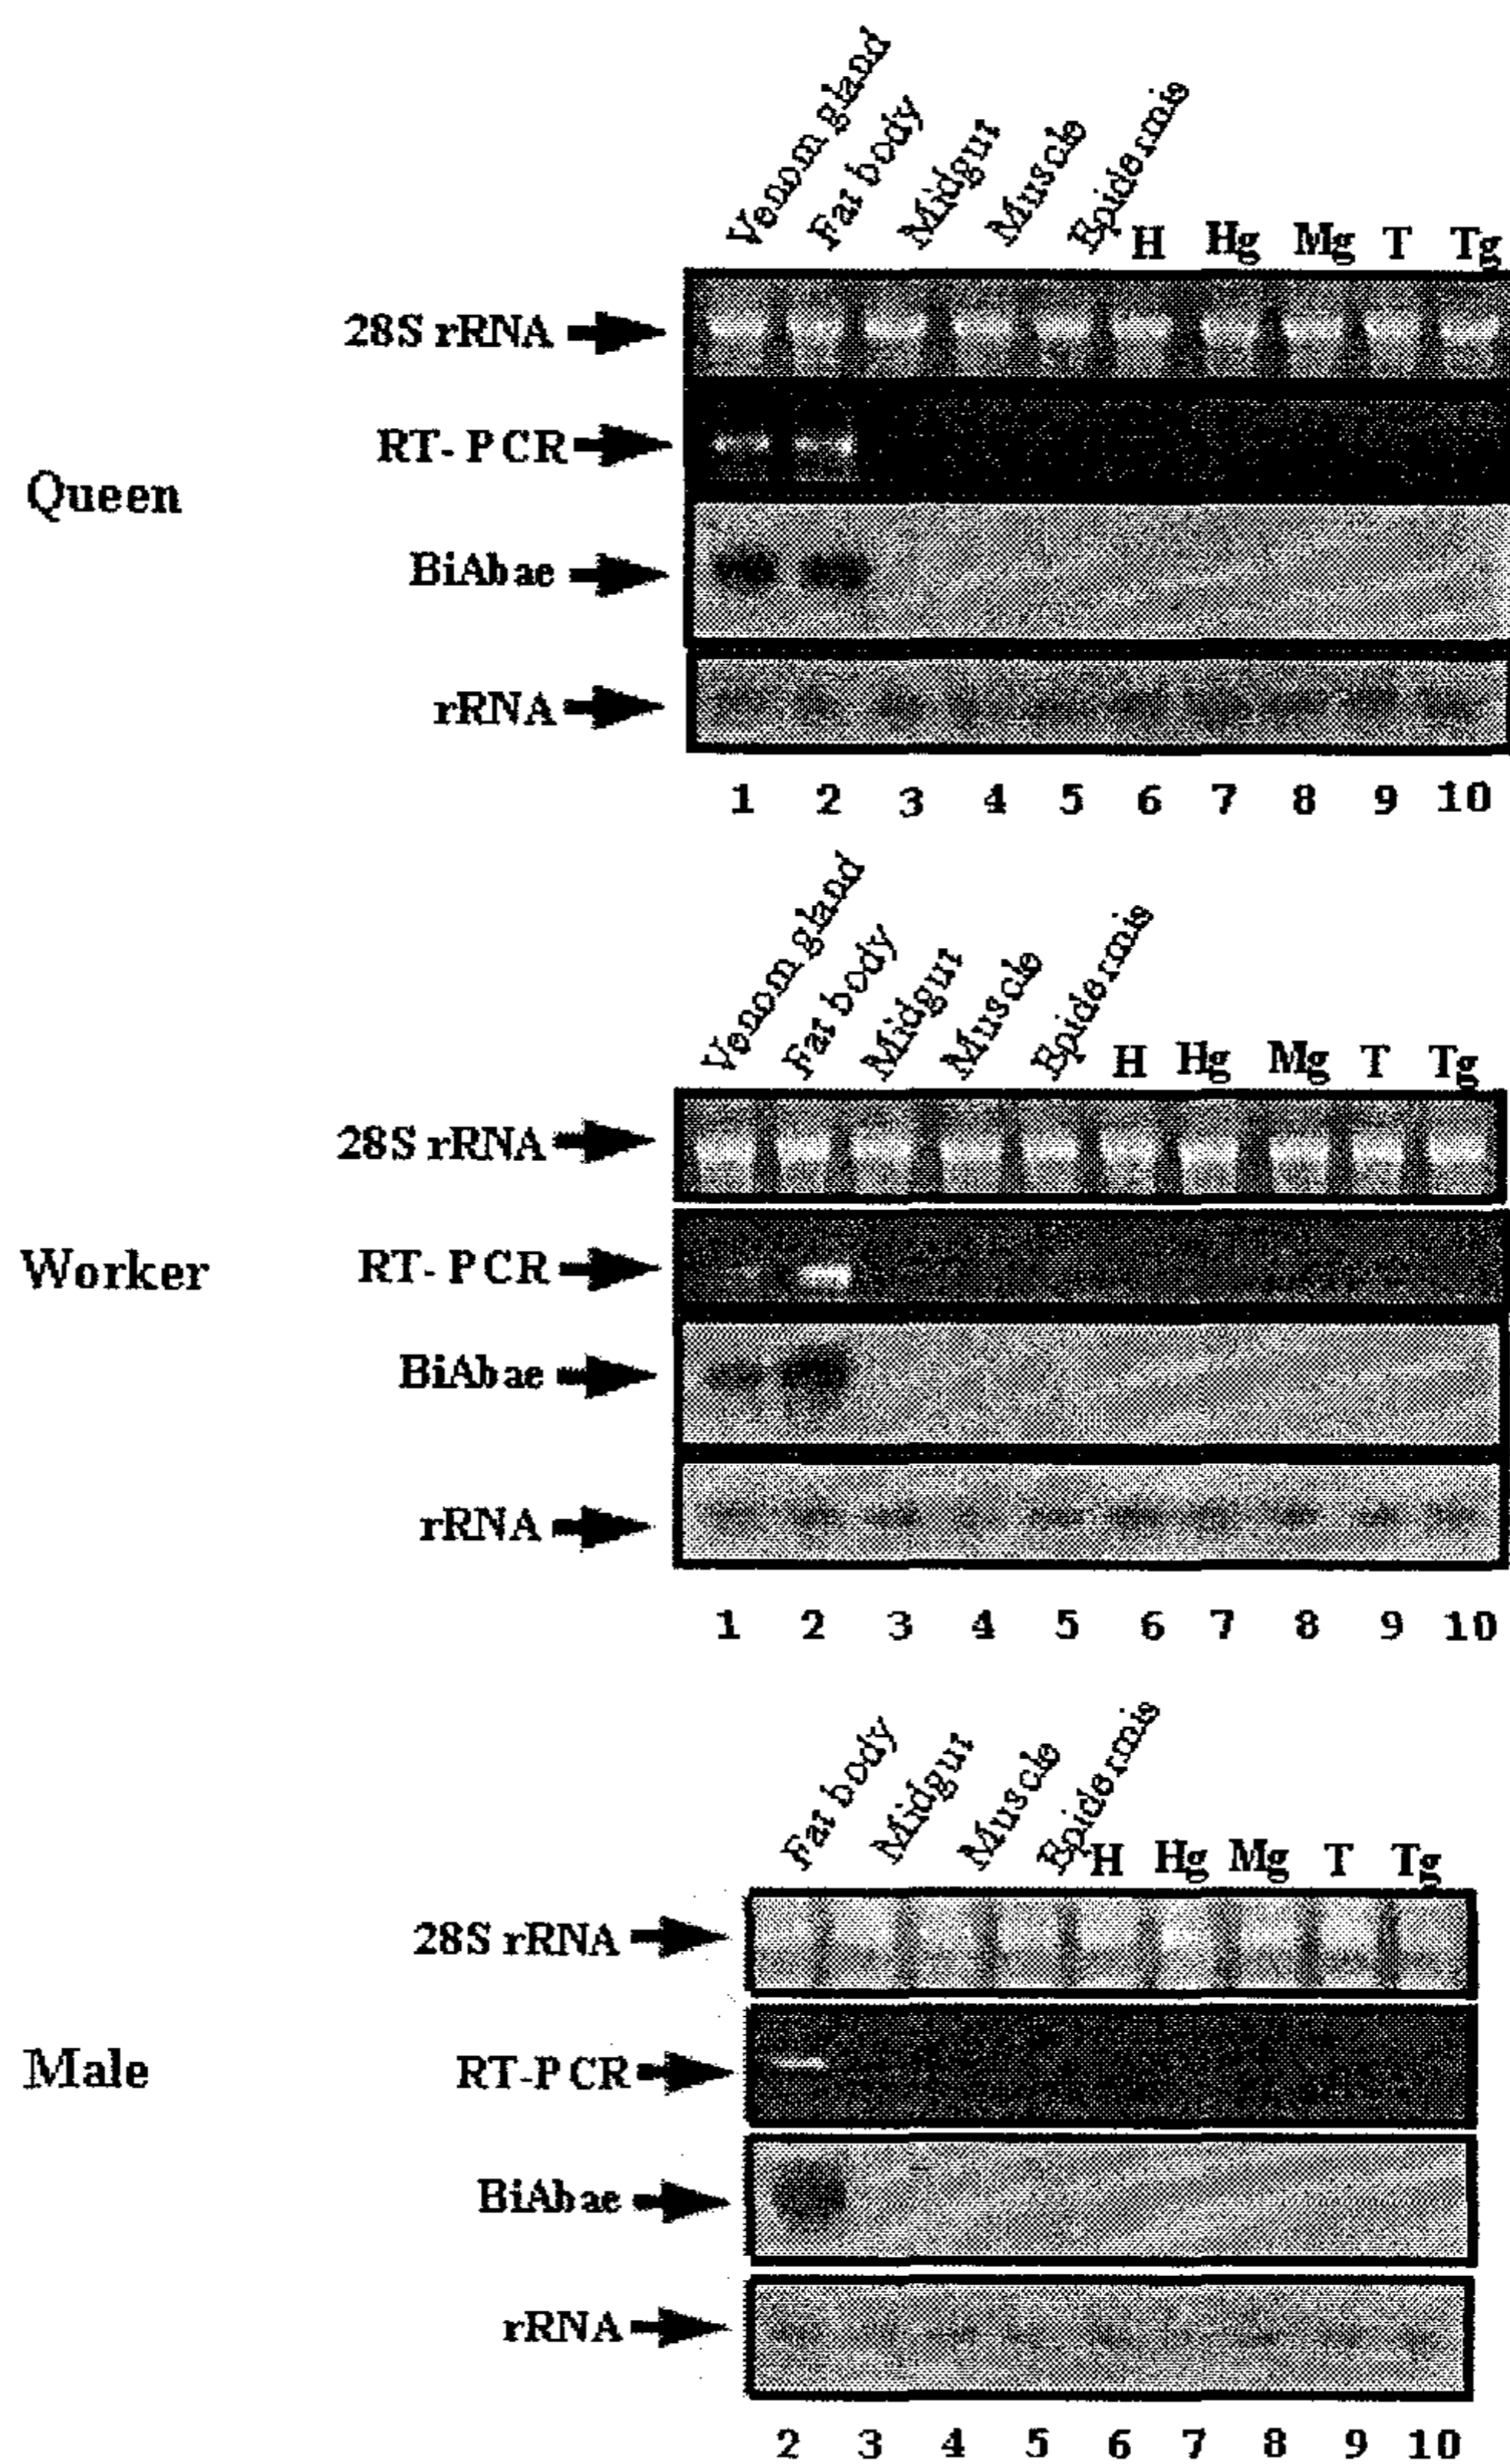 Venom gland Fat body Midgut Muscle Epidermis H Hg Mg T Tg
28S rRNA
RT-PCR
Queen
BiAbae
rRNA
1 2 3 4 5 6 7 8 9 10
Venom gland Fat body Midgut Muscle Epidermis H Hg Mg T Tg
28S rRNA
Worker
RT-PCR
BiAbae
rRNA
1 2 3 4 5 6 7 8 9 10
Fat body Midgut Muscle Epidermis H Hg Mg T Tg
28S rRNA
Male
RT-PCR
BiAbae
rRNA
2 3 4 5 6 7 8 9 10